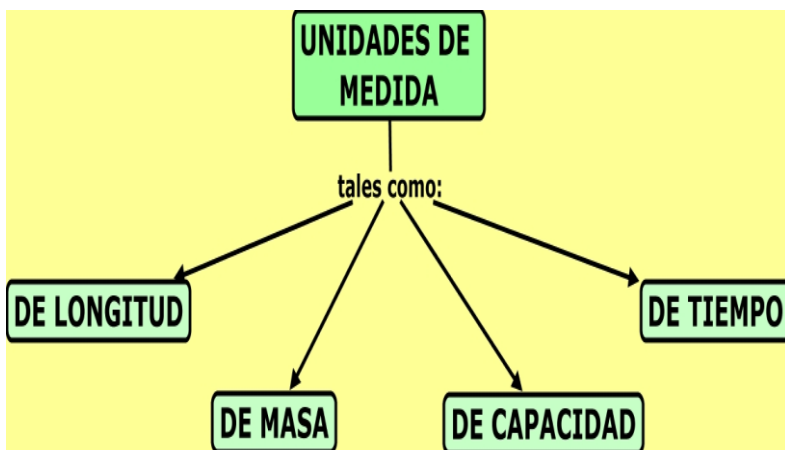 UNIDADES DE
MEDIDA
tales como:
DE LONGITUD
DE TIEMPO
DE MASA
DE CAPACIDAD